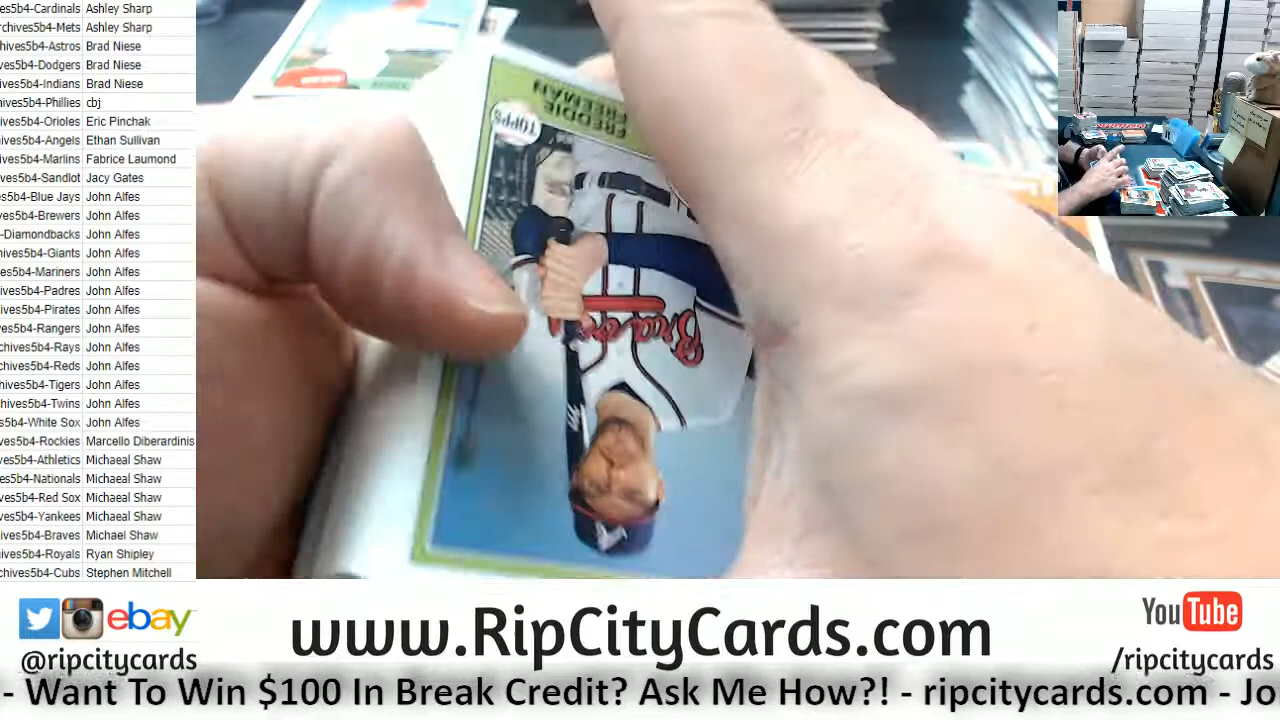 es5b4-Cardinals Ashley Sharp
rchives5b4-Mets Ashley Sharp
hives5b4-Astros Brad Niese
ives5b4-Dodgers Brad Niese
ives5b4-Indians Brad Niese
hives5b4-Phillies cbj
hives5b4-Orioles Eric Pinchak
hives5b4-Angels Ethan Sullivan
hives5b4-Marlins Fabrice Laumond
ives5b4-Sandlot Jacy Gates
es5b4-Blue Jays John Alfes
ves5b4-Brewers John Alfes
-Diamondbacks John Alfes
hives5b4-Giants John Alfes
ves5b4-Mariners John Alfes
ives5b4-Padres John Alfes
ives5b4-Pirates John Alfes
ves5b4-Rangers John Alfes
chives5b4-Rays John Alfes
chives5b4-Reds John Alfes
chives5b4-Tigers John Alfes
chives5b4-Twins John Alfes
s5b4-White Sox John Alfes
ves5b4-Rockies Marcello Diberardinis
es5b4-Athletics Michaeal Shaw
es5b4-Nationals Michaeal Shaw
ves5b4-Red Sox Michaeal Shaw
ves5b4-Yankees Michaeal Shaw
hives5b4-Braves Michael Shaw
hives5b4-Royals Ryan Shipley
chives5b4-Cubs Stephen Mitchell
FREDDIE
FREEMAN
TOPPS
Braves
ebay
@ripcitycards
www.RipCityCards.com
YouTube
/ripcitycards
- Want To Win $100 In Break Credit? Ask Me How?! - ripcitycards.com - Jo